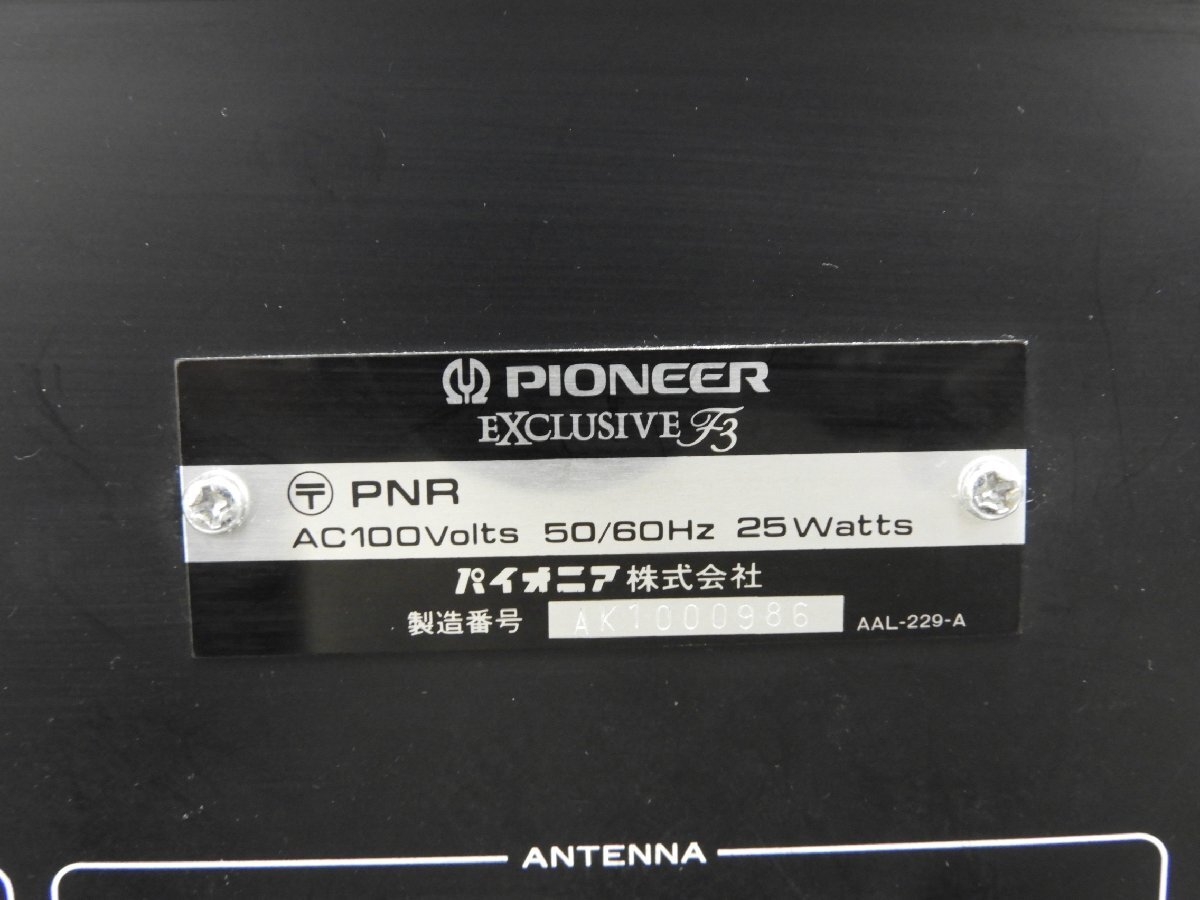 PIONEER
EXCLUSIVE F3
〒 PNR
AC100Volts 50/60Hz 25Watts
パイオニア株式会社
製造番号 AK1000986 AAL-229-A
ANTENNA